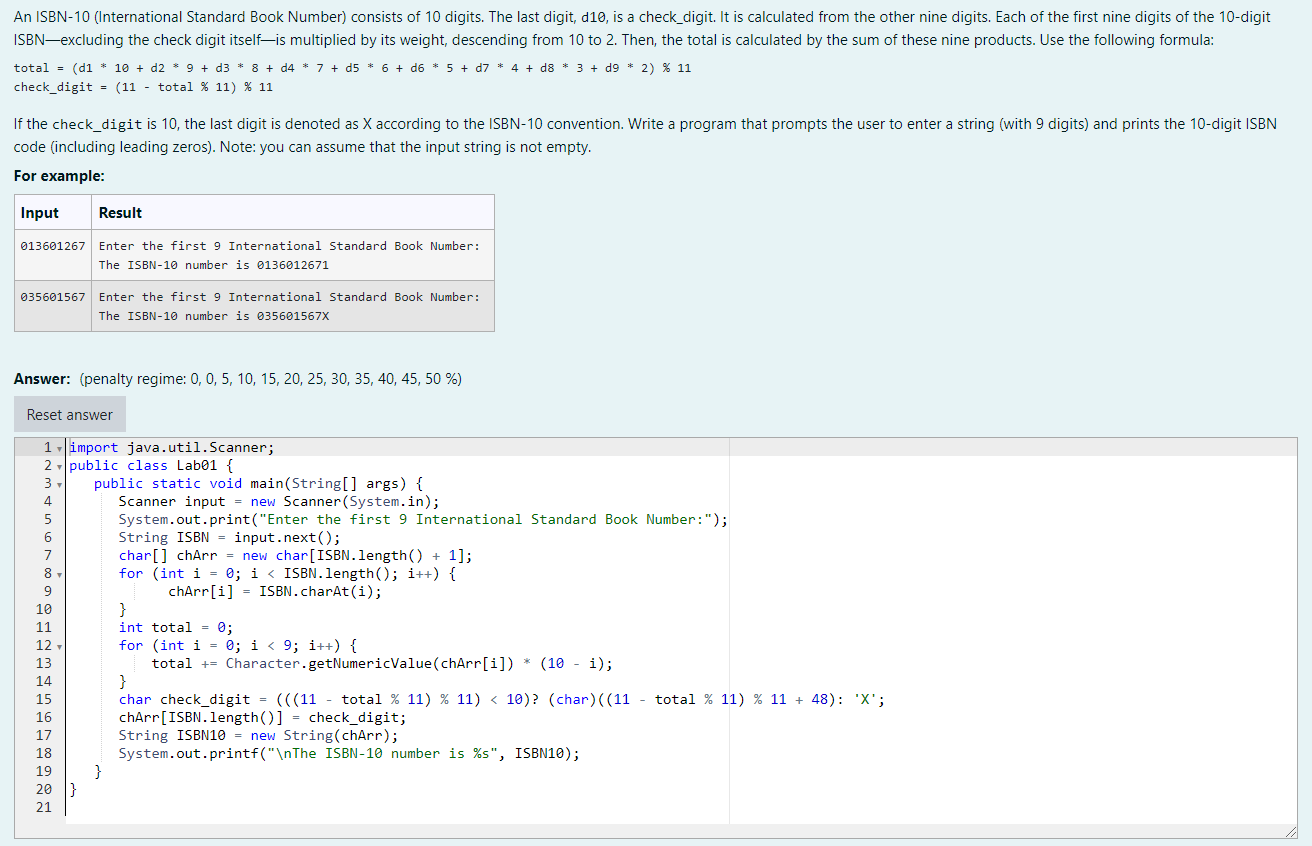 An ISBN-10 (International Standard Book Number) consists of 10 digits. The last digit, d10, is a check_digit. It is calculated from the other nine digits. Each of the first nine digits of the 10-digit
ISBN—excluding the check digit itself—is multiplied by its weight, descending from 10 to 2. Then, the total is calculated by the sum of these nine products. Use the following formula:
total = (d1 * 10 + d2 * 9 + d3 * 8 + d4 * 7 + d5 * 6 + d6 * 5 + d7 * 4 + d8 * 3 + d9 * 2) % 11
check_digit = (11 - total % 11) % 11
If the check_digit is 10, the last digit is denoted as X according to the ISBN-10 convention. Write a program that prompts the user to enter a string (with 9 digits) and prints the 10-digit ISBN
code (including leading zeros). Note: you can assume that the input string is not empty.
For example:
Input Result
013601267 Enter the first 9 International Standard Book Number:
The ISBN-10 number is 0136012671
035601567 Enter the first 9 International Standard Book Number:
The ISBN-10 number is 035601567X
Answer: (penalty regime: 0, 0, 5, 10, 15, 20, 25, 30, 35, 40, 45, 50 %)
Reset answer
1 import java.util.Scanner;
2 public class Lab01 {
3 public static void main(String[] args) {
4 Scanner input = new Scanner(System.in);
5 System.out.print("Enter the first 9 International Standard Book Number:");
6 String ISBN = input.next();
7 char[] chArr = new char[ISBN.length() + 1];
8 for (int i = 0; i < ISBN.length(); i++) {
9 chArr[i] = ISBN.charAt(i);
10 }
11 int total = 0;
12 for (int i = 0; i < 9; i++) {
13 total += Character.getNumericValue(chArr[i]) * (10 - i);
14 }
15 char check_digit = (((11 - total % 11) % 11) < 10)? (char)((11 - total % 11) % 11 + 48): 'X';
16 chArr[ISBN.length()] = check_digit;
17 String ISBN10 = new String(chArr);
18 System.out.printf("\nThe ISBN-10 number is %s", ISBN10);
19 }
20 }
21